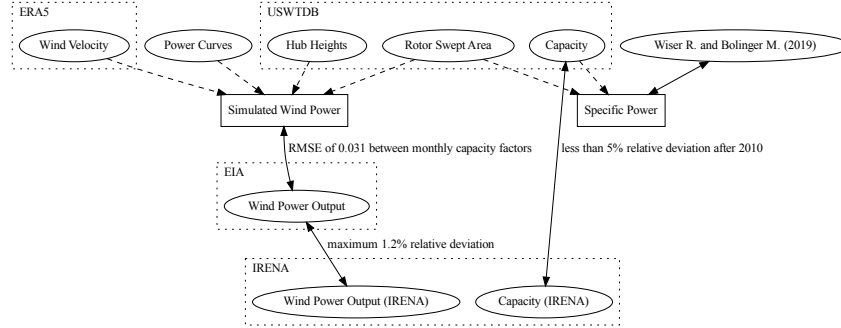 ERA5
USWTDB
Wind Velocity
Power Curves
Hub Heights
Rotor Swept Area
Capacity
Wiser R. and Bolinger M. (2019)
Simulated Wind Power
Specific Power
RMSE of 0.031 between monthly capacity factors
less than 5% relative deviation after 2010
EIA
Wind Power Output
maximum 1.2% relative deviation
IRENA
Wind Power Output (IRENA)
Capacity (IRENA)